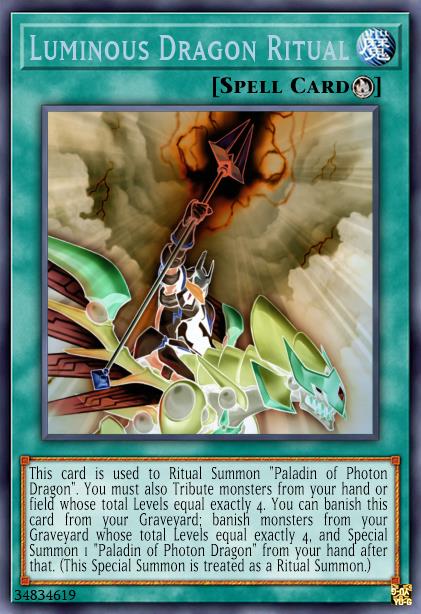 Luminous Dragon Ritual
魔
[Spell Card]
This card is used to Ritual Summon "Paladin of Photon
Dragon". You must also Tribute monsters from your hand or
field whose total Levels equal exactly 4. You can banish this
card from your Graveyard; banish monsters from your
Graveyard whose total Levels equal exactly 4, and Special
Summon 1 "Paladin of Photon Dragon" from your hand after
that. (This Special Summon is treated as a Ritual Summon.)
34834619